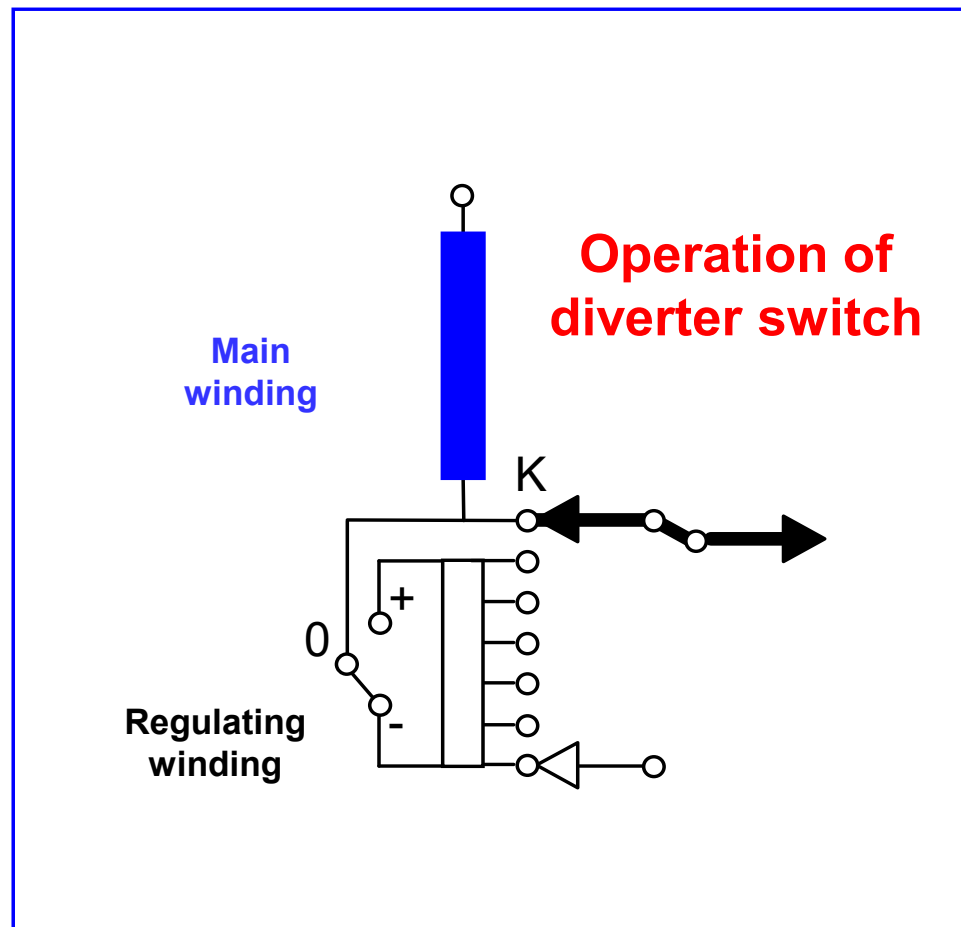 Operation of
diverter switch
Main
winding
K
+
0
-
Regulating
winding